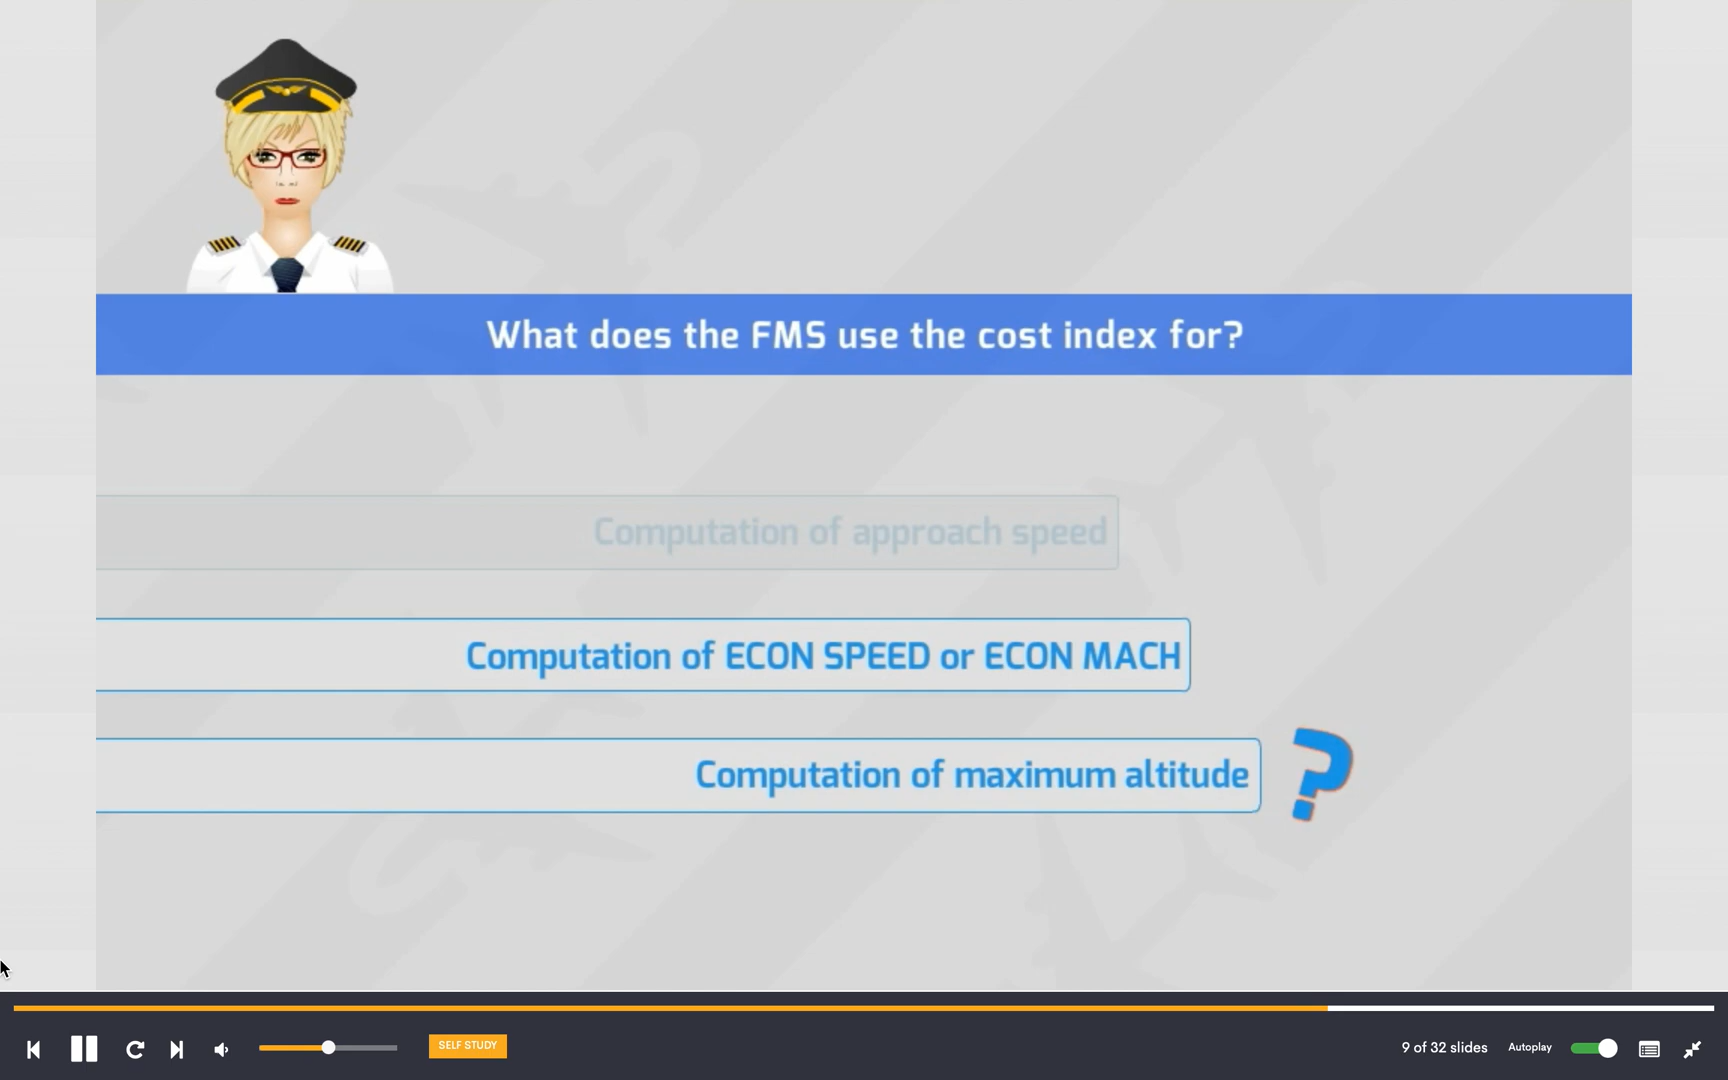 What does the FMS use the cost index for?
Computation of approach speed
Computation of ECON SPEED or ECON MACH
Computation of maximum altitude
?
SELF STUDY
9 of 32 slides
Autoplay